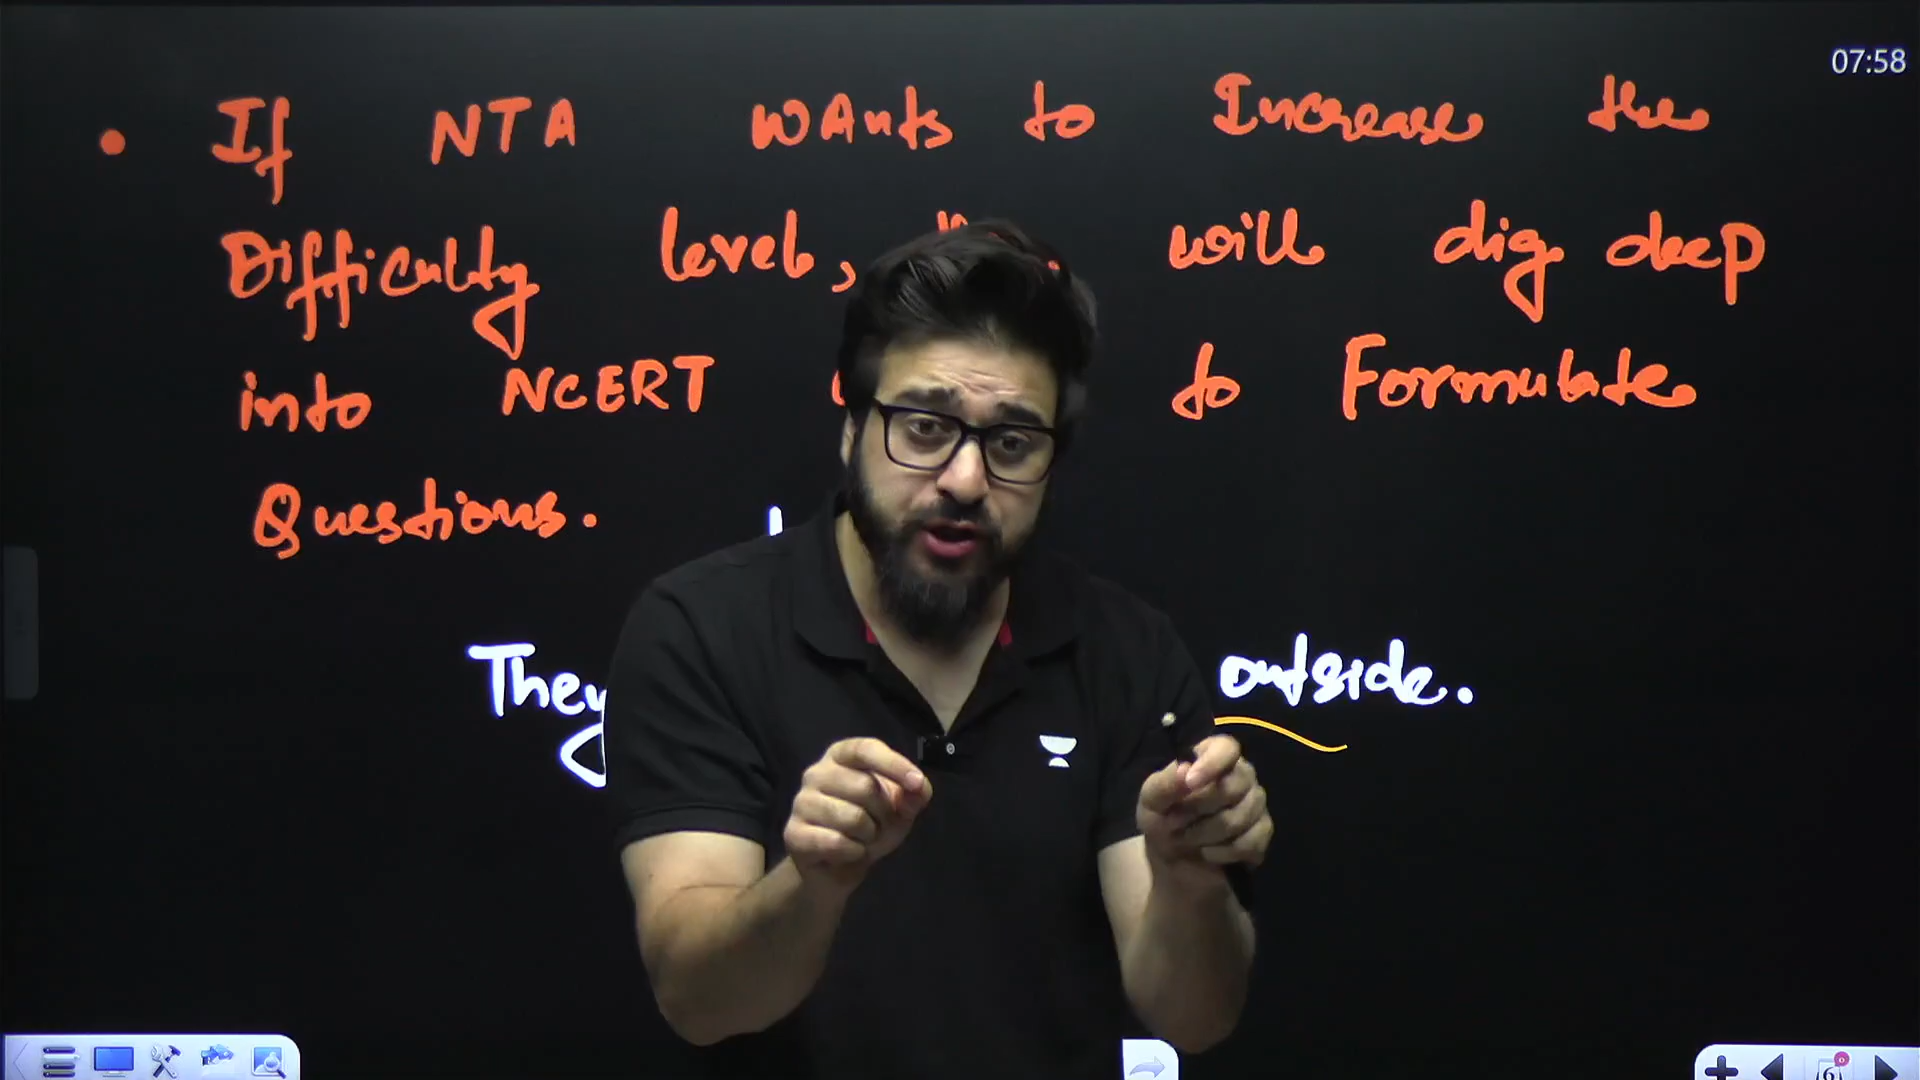 07:58
• If NTA wants to Increase the
Difficulty level, will dig deep
into NCERT to Formulate
Questions.
They outside.